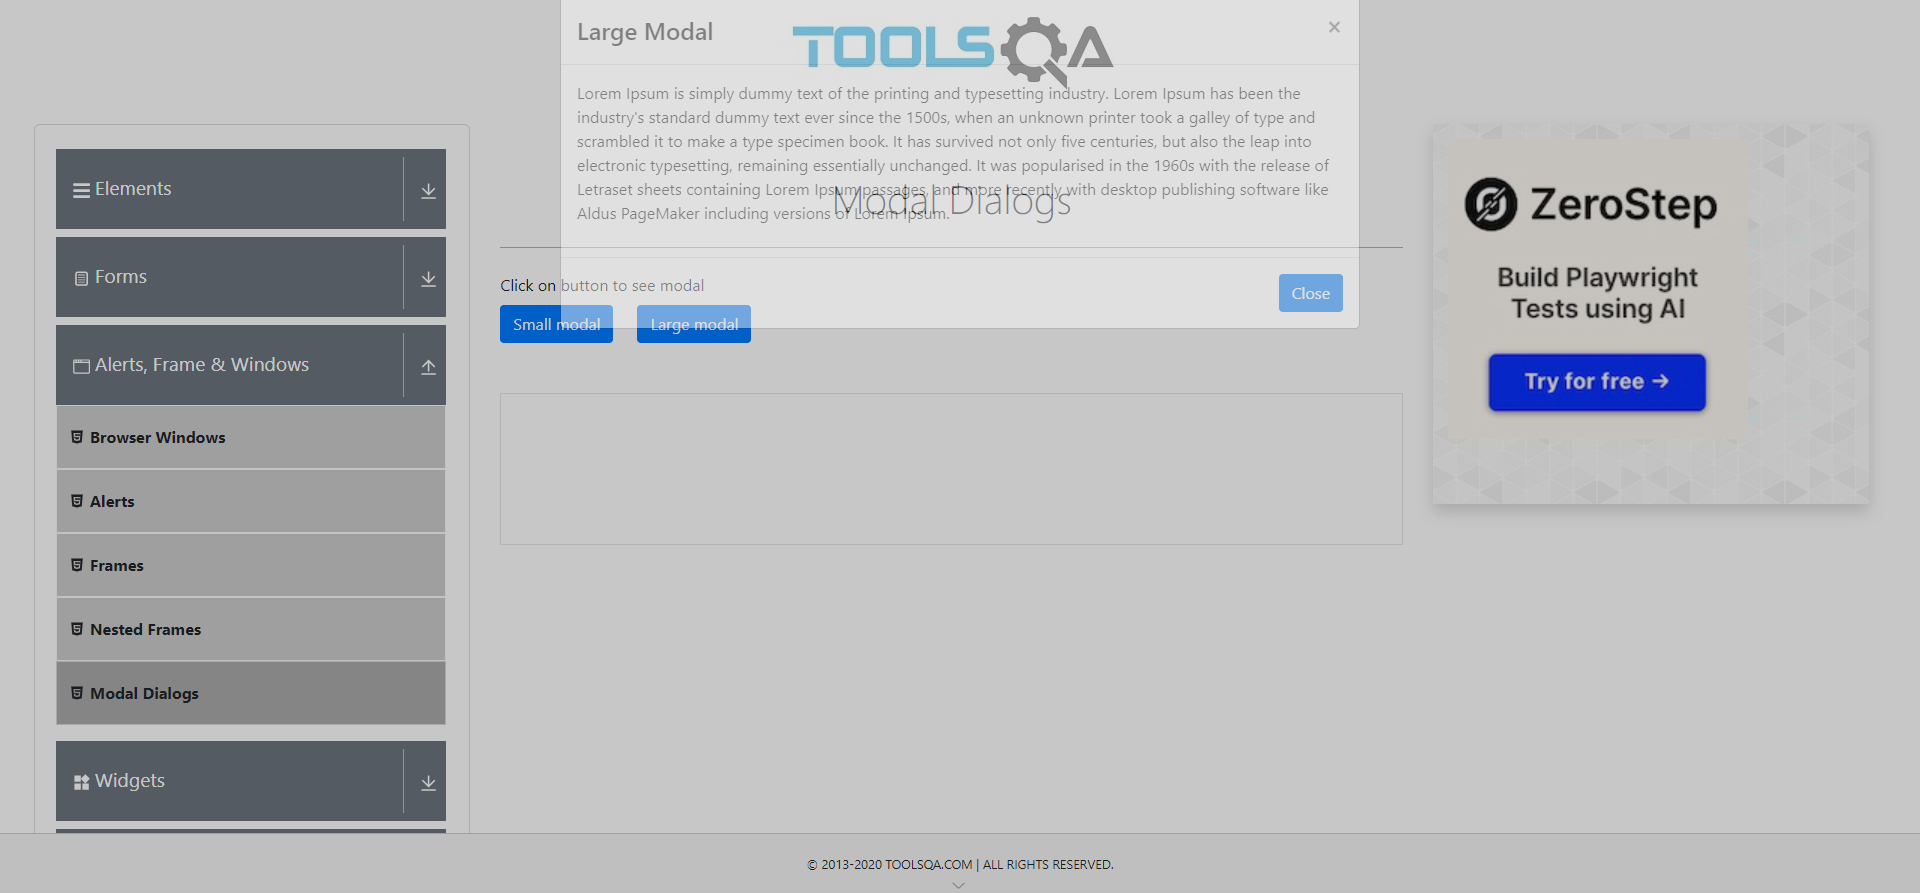 Large Modal
×
TOOLSQA
Lorem Ipsum is simply dummy text of the printing and typesetting industry. Lorem Ipsum has been the
industry's standard dummy text ever since the 1500s, when an unknown printer took a galley of type and
scrambled it to make a type specimen book. It has survived not only five centuries, but also the leap into
electronic typesetting, remaining essentially unchanged. It was popularised in the 1960s with the release of
Letraset sheets containing Lorem Ipsum passages, and more recently with desktop publishing software like
Aldus PageMaker including versions of Lorem Ipsum.
Close
Modal Dialogs
Click on button to see modal
Small modal
Large modal
Elements
Forms
Alerts, Frame & Windows
Browser Windows
Alerts
Frames
Nested Frames
Modal Dialogs
Widgets
ZeroStep
Build Playwright
Tests using AI
Try for free →
© 2013-2020 TOOLSQA.COM | ALL RIGHTS RESERVED.